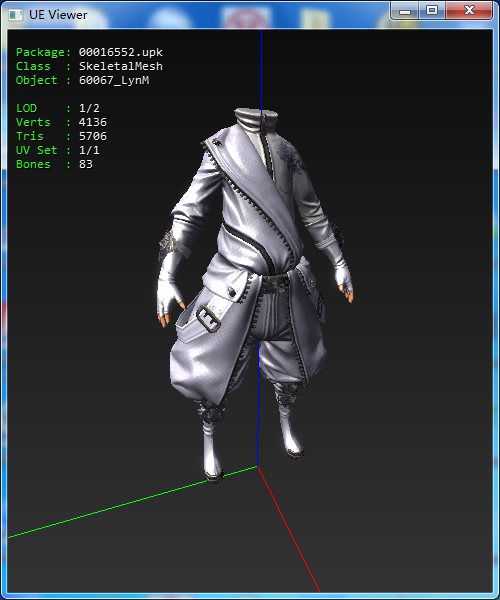 UE Viewer
Package: 00016552.upk
Class : SkeletalMesh
Object : 60067_LynM
LOD : 1/2
Verts : 4136
Tris : 5706
UV Set : 1/1
Bones : 83